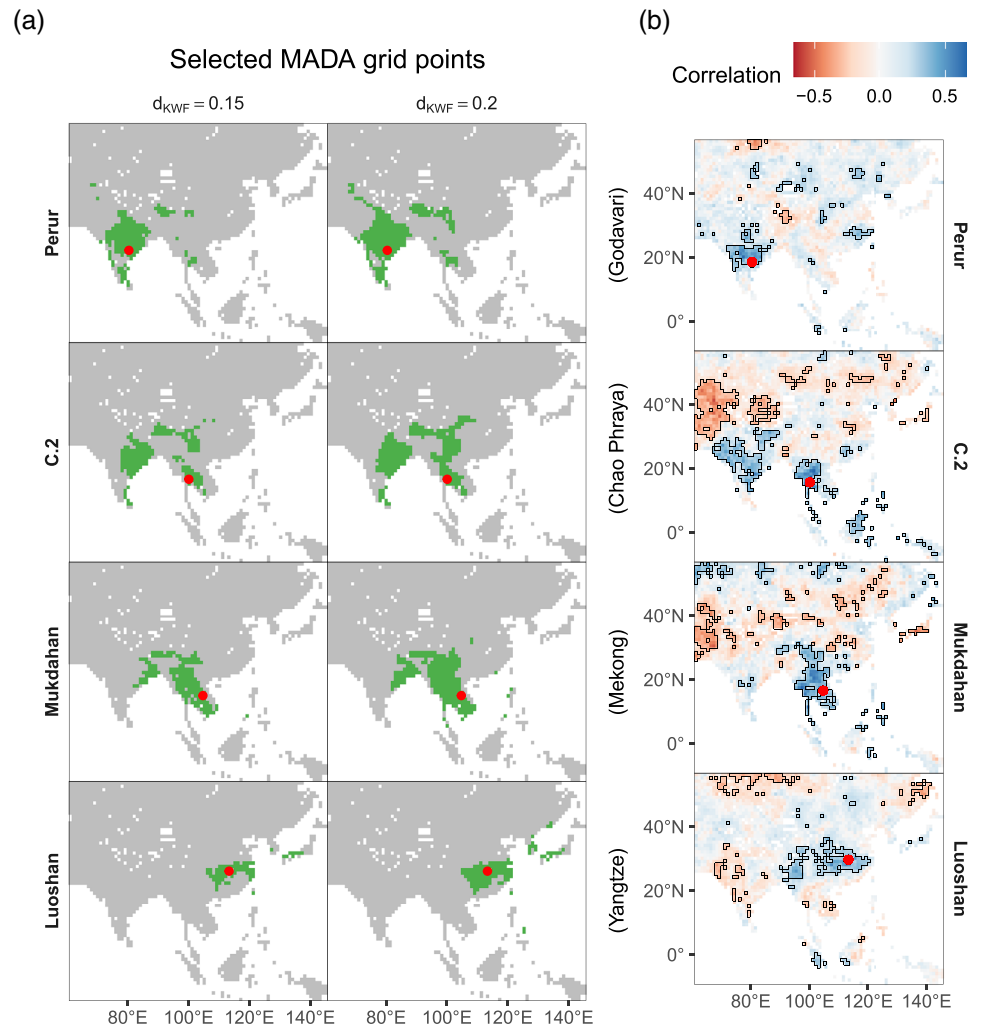 (a)
Selected MADA grid points
dKWF = 0.15
dKWF = 0.2
Perur
C.2
Mukdahan
Luoshan
80°E 100°E 120°E 140°E
80°E 100°E 120°E 140°E
(b)
Correlation
−0.5 0.0 0.5
(Godavari)
40°N
20°N
0°
Perur
(Chao Phraya)
40°N
20°N
0°
C.2
(Mekong)
40°N
20°N
0°
Mukdahan
(Yangtze)
40°N
20°N
0°
Luoshan
80°E 100°E 120°E 140°E